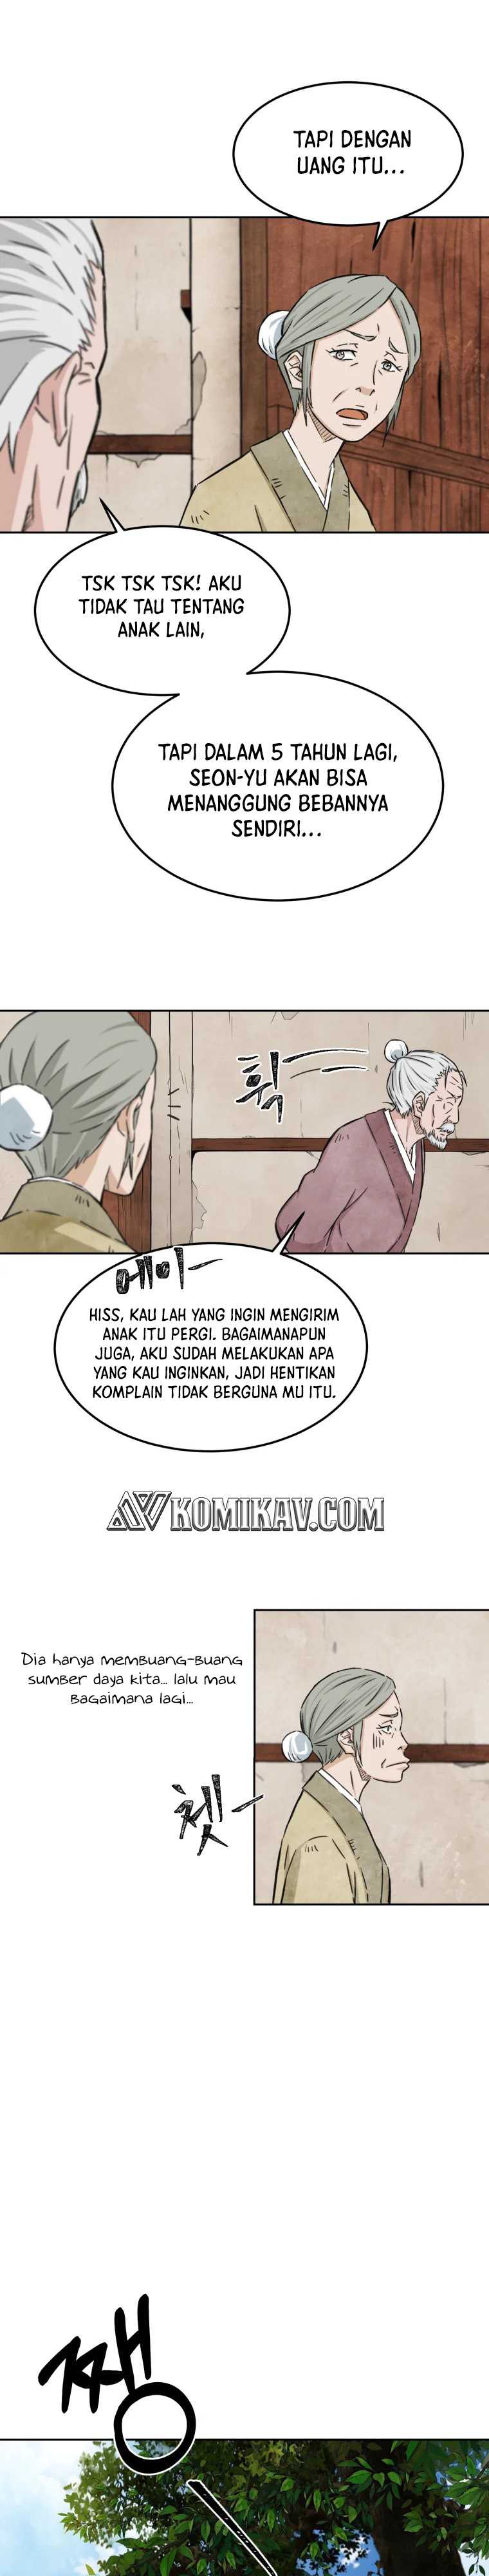 TAPI DENGAN
UANG ITU...
TSK TSK TSK! AKU
TIDAK TAU TENTANG
ANAK LAIN,
TAPI DALAM 5 TAHUN LAGI,
SEON-YU AKAN BISA
MENANGGUNG BEBANNYA
SENDIRI...
휙
에이
HISS, KAU LAH YANG INGIN MENGIRIM
ANAK ITU PERGI. BAGAIMANAPUN
JUGA, AKU SUDAH MELAKUKAN APA
YANG KAU INGINKAN, JADI HENTIKAN
KOMPLAIN TIDAK BERGUNA MU ITU.
KOMIKAV.COM
Dia hanya membuang-buang
sumber daya kita... lalu mau
bagaimana lagi...
쳇
쨍